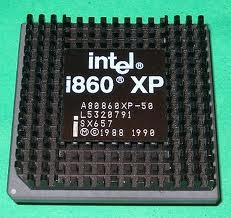 intel®
i860® XP
A80860XP-50
L5320791
SX657
Ⓜ © 1988 1990